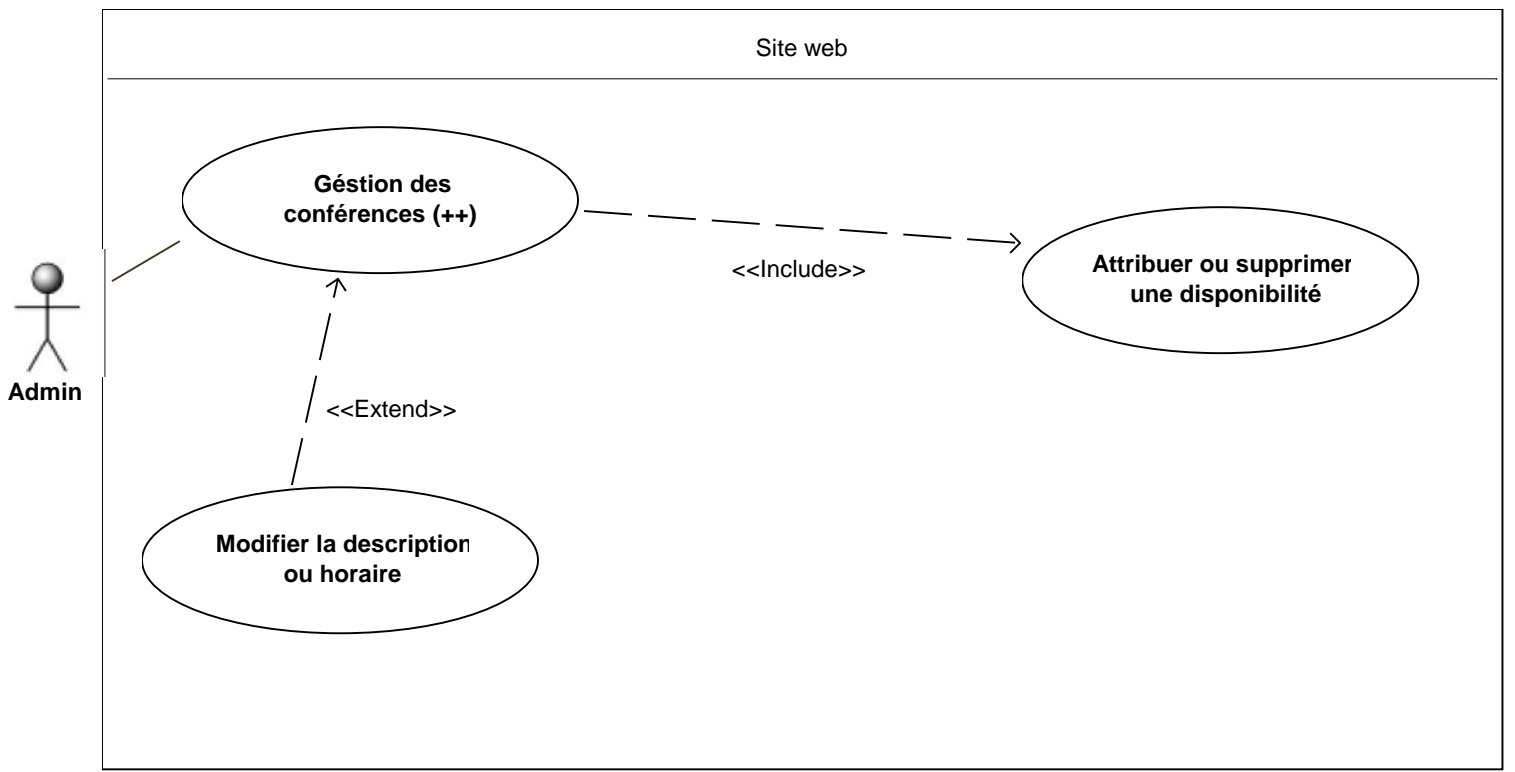 Site web
Géstion des
conférences (++)
Attribuer ou supprimer
une disponibilité
<<Include>>
Admin
<<Extend>>
Modifier la description
ou horaire